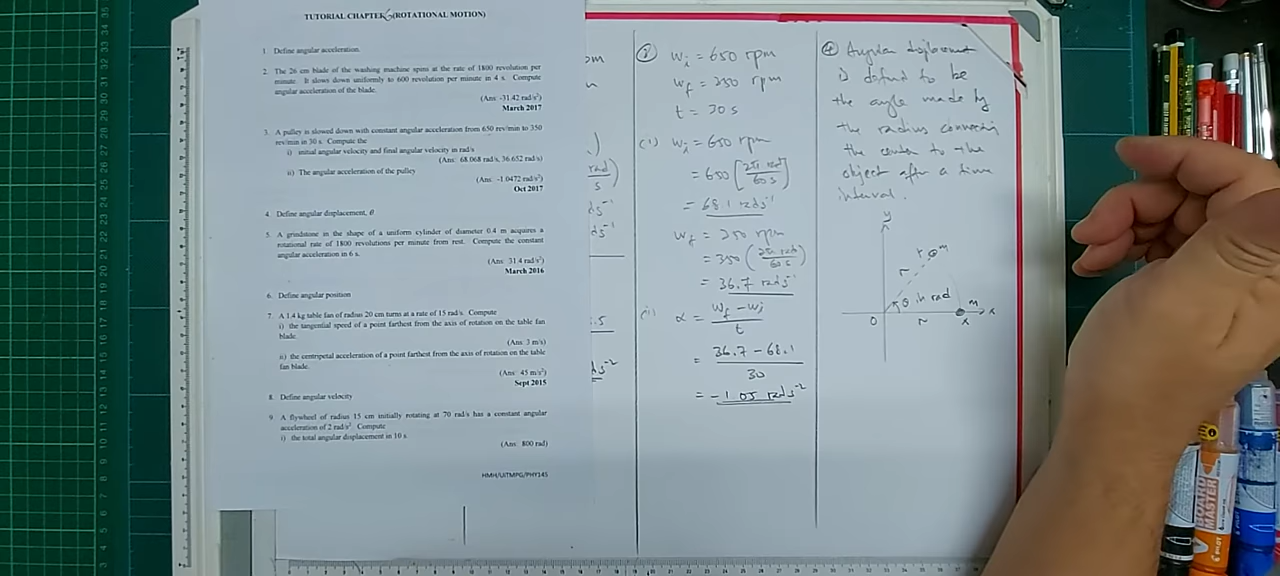 TUTORIAL CHAPTER 6 (ROTATIONAL MOTION)
1. Define angular acceleration.
2. The 26 cm blade of the washing machine spins at the rate of 1800 revolution per
minute. It slows down uniformly to 600 revolution per minute in 4 s. Compute
angular acceleration of the blade.
(Ans: -31.42 rad/s²)
March 2017
3. A pulley is slowed down with constant angular acceleration from 650 rev/min to 350
rev/min in 30 s. Compute the
i) initial angular velocity and final angular velocity in rad/s
(Ans: 68.068 rad/s, 36.652 rad/s)
ii) The angular acceleration of the pulley
(Ans: -1.0472 rad/s²)
Oct 2017
4. Define angular displacement, θ
5. A grindstone in the shape of a uniform cylinder of diameter 0.4 m acquires a
rotational rate of 1800 revolutions per minute from rest. Compute the constant
angular acceleration in 6 s.
(Ans: 31.4 rad/s²)
March 2016
6. Define angular position
7. A 1.4 kg table fan of radius 20 cm turns at a rate of 15 rad/s. Compute
i) the tangential speed of a point farthest from the axis of rotation on the table fan
blade.
(Ans: 3 m/s)
ii) the centripetal acceleration of a point farthest from the axis of rotation on the table
fan blade.
(Ans: 45 m/s²)
Sept 2015
8. Define angular velocity
9. A flywheel of radius 15 cm initially rotating at 70 rad/s has a constant angular
acceleration of 2 rad/s². Compute
i) the total angular displacement in 10 s
(Ans: 800 rad)
HMH/UiTMPG/PHY145
pm
)
rad
s
)
ds⁻¹
ds⁻¹
.5
ds⁻²
③ ωi = 650 rpm
ωf = 350 rpm
t = 30 s
(i) ωi = 650 rpm
= 650 (2π rad / 60 s)
= 68.1 rads⁻¹
ωf = 350 rpm
= 350 (2π rad / 60 s)
= 36.7 rads⁻¹
(ii) α = ωf - ωi / t
= 36.7 - 68.1 / 30
= -1.05 rads⁻²
④ Angular displacement
is defined to be
the angle made by
the radius connecting
the center to the
object after a time
interval.
y
r
m
r
θ in rad
m
0
r
x
x
BOARD
MASTER
PILOT